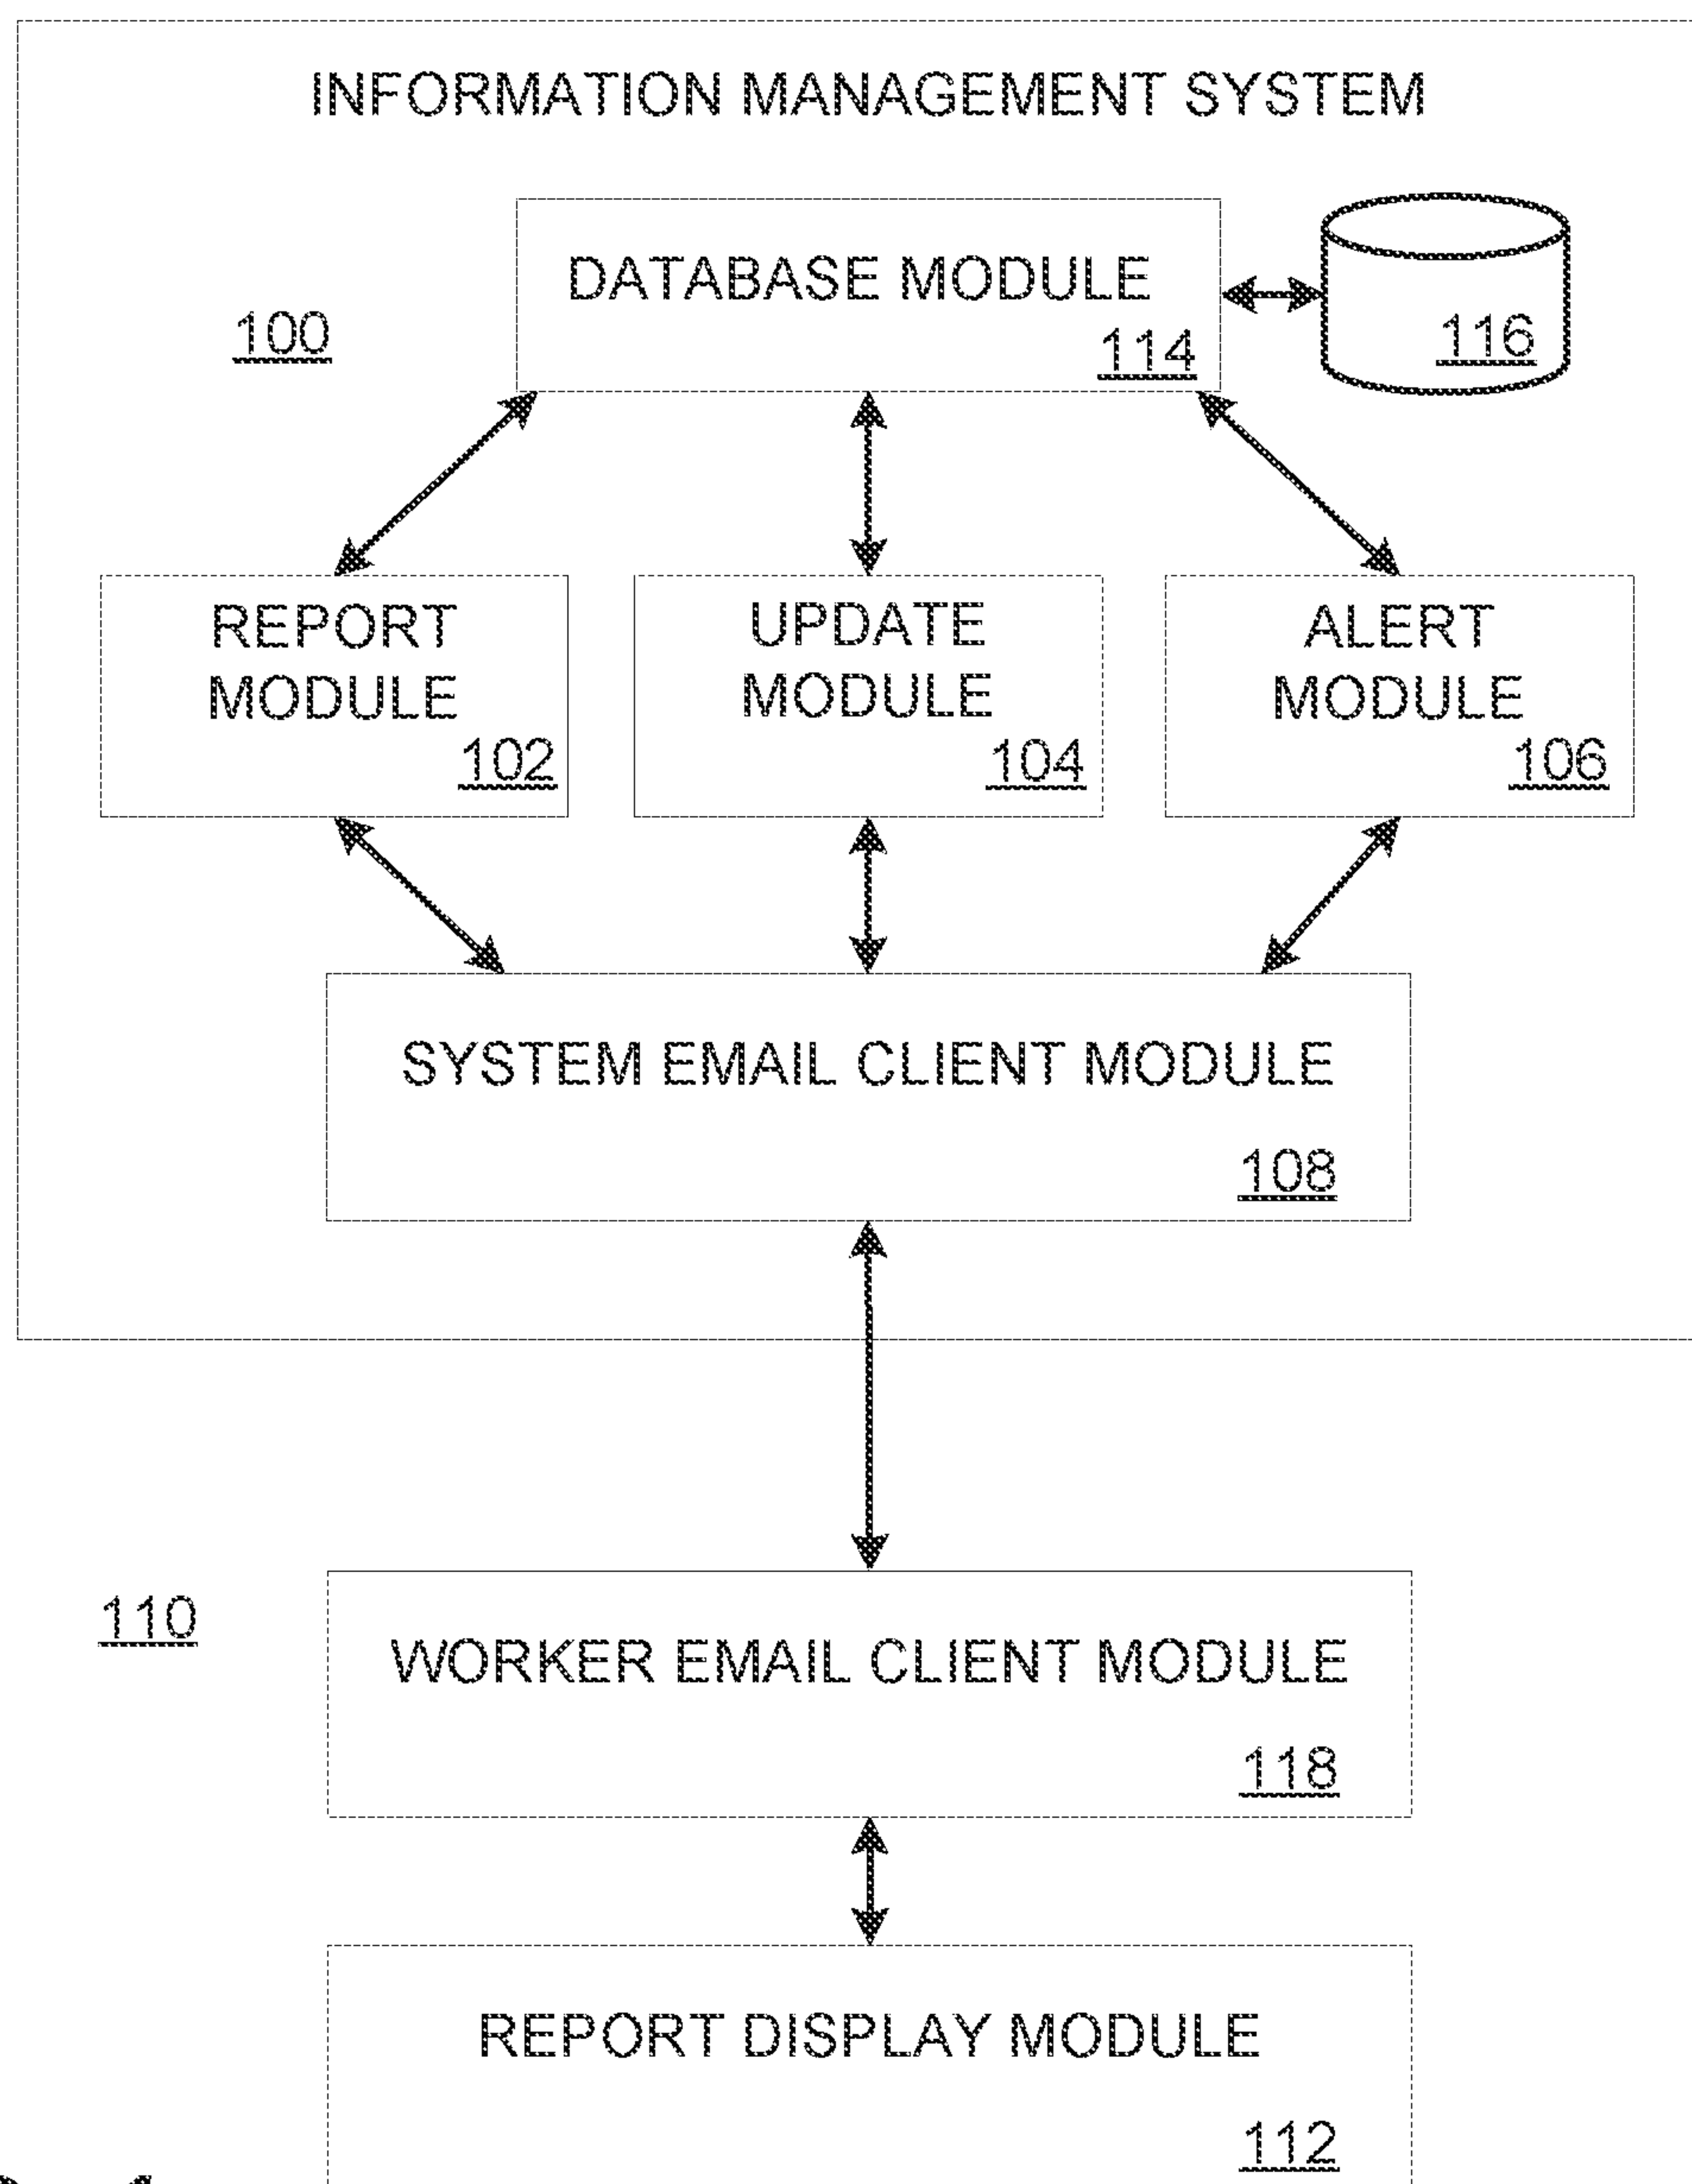 INFORMATION MANAGEMENT SYSTEM
DATABASE MODULE
114
116
100
REPORT
MODULE
102
UPDATE
MODULE
104
ALERT
MODULE
106
SYSTEM EMAIL CLIENT MODULE
108
110
WORKER EMAIL CLIENT MODULE
118
REPORT DISPLAY MODULE
112